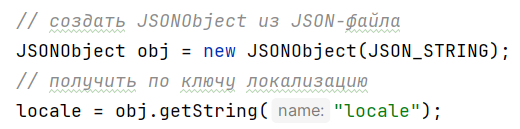 // создать JSONObject из JSON-файла
JSONObject obj = new JSONObject(JSON_STRING);
// получить по ключу локализацию
locale = obj.getString( name: "locale");